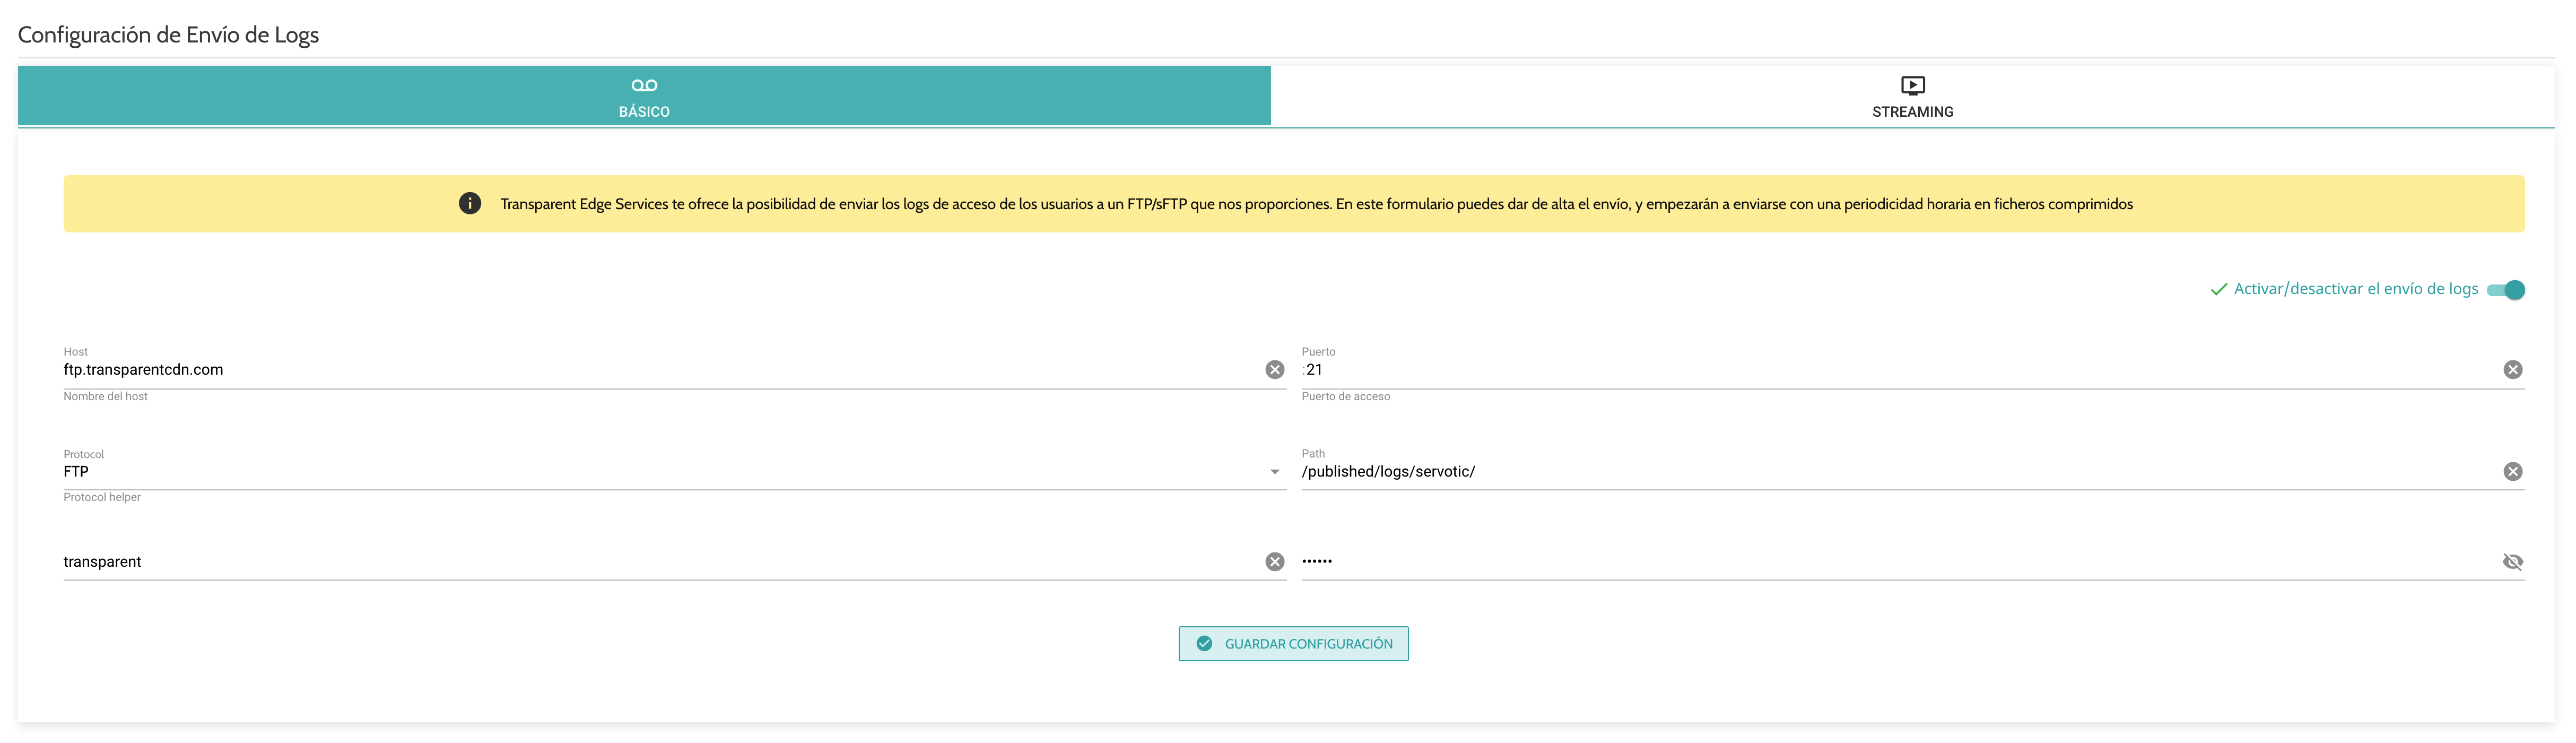 Configuración de Envío de Logs
BÁSICO
STREAMING
Transparent Edge Services te ofrece la posibilidad de enviar los logs de acceso de los usuarios a un FTP/sFTP que nos proporciones. En este formulario puedes dar de alta el envío, y empezarán a enviarse con una periodicidad horaria en ficheros comprimidos
Activar/desactivar el envío de logs
Host
ftp.transparentcdn.com
Nombre del host
Puerto
:21
Puerto de acceso
Protocol
FTP
Protocol helper
Path
/published/logs/servotic/
transparent
••••••
GUARDAR CONFIGURACIÓN